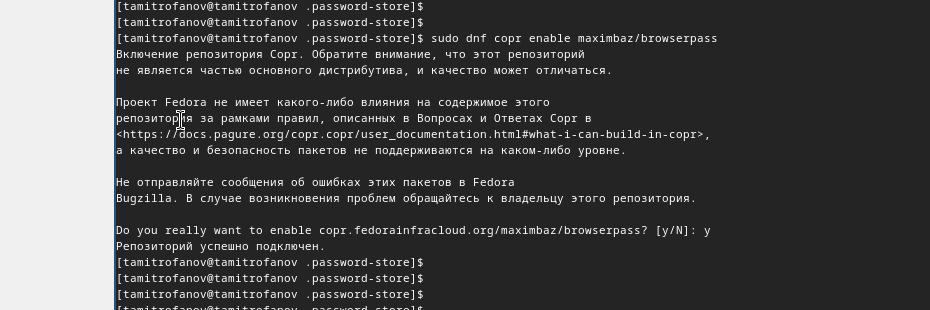 [tamitrofanov@tamitrofanov .password-store]$
[tamitrofanov@tamitrofanov .password-store]$
[tamitrofanov@tamitrofanov .password-store]$ sudo dnf copr enable maximbaz/browserpass
Включение репозитория Copr. Обратите внимание, что этот репозиторий
не является частью основного дистрибутива, и качество может отличаться.
Проект Fedora не имеет какого-либо влияния на содержимое этого
репозитория за рамками правил, описанных в Вопросах и Ответах Copr в
<https://docs.pagure.org/copr.copr/user_documentation.html#what-i-can-build-in-copr>,
а качество и безопасность пакетов не поддерживаются на каком-либо уровне.
Не отправляйте сообщения об ошибках этих пакетов в Fedora
Bugzilla. В случае возникновения проблем обращайтесь к владельцу этого репозитория.
Do you really want to enable copr.fedorainfracloud.org/maximbaz/browserpass? [y/N]: y
Репозиторий успешно подключен.
[tamitrofanov@tamitrofanov .password-store]$
[tamitrofanov@tamitrofanov .password-store]$
[tamitrofanov@tamitrofanov .password-store]$